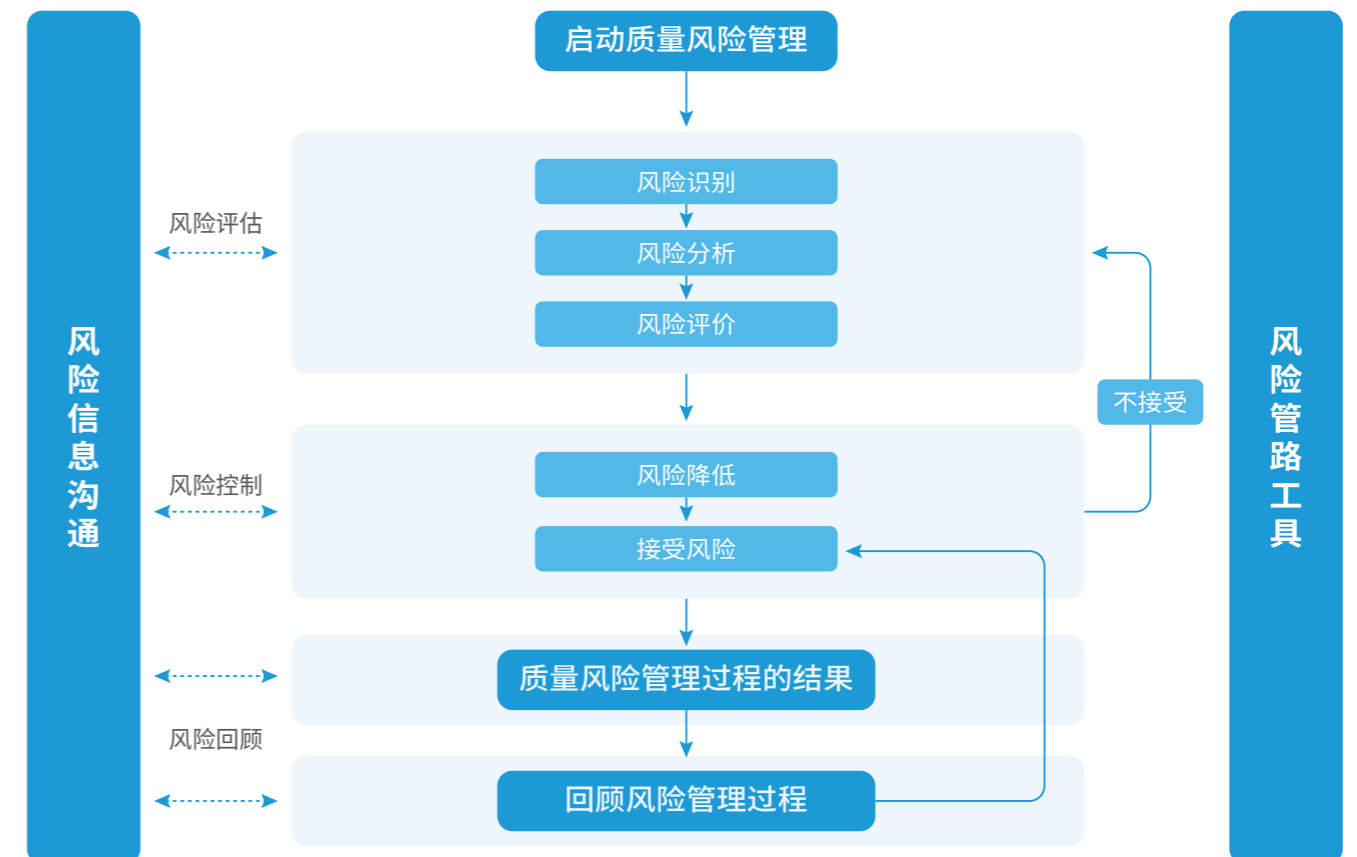 启动质量风险管理
风险识别
风险评估
风险分析
风险评价
风险信息沟通
风险管路工具
不接受
风险降低
风险控制
接受风险
质量风险管理过程的结果
风险回顾
回顾风险管理过程